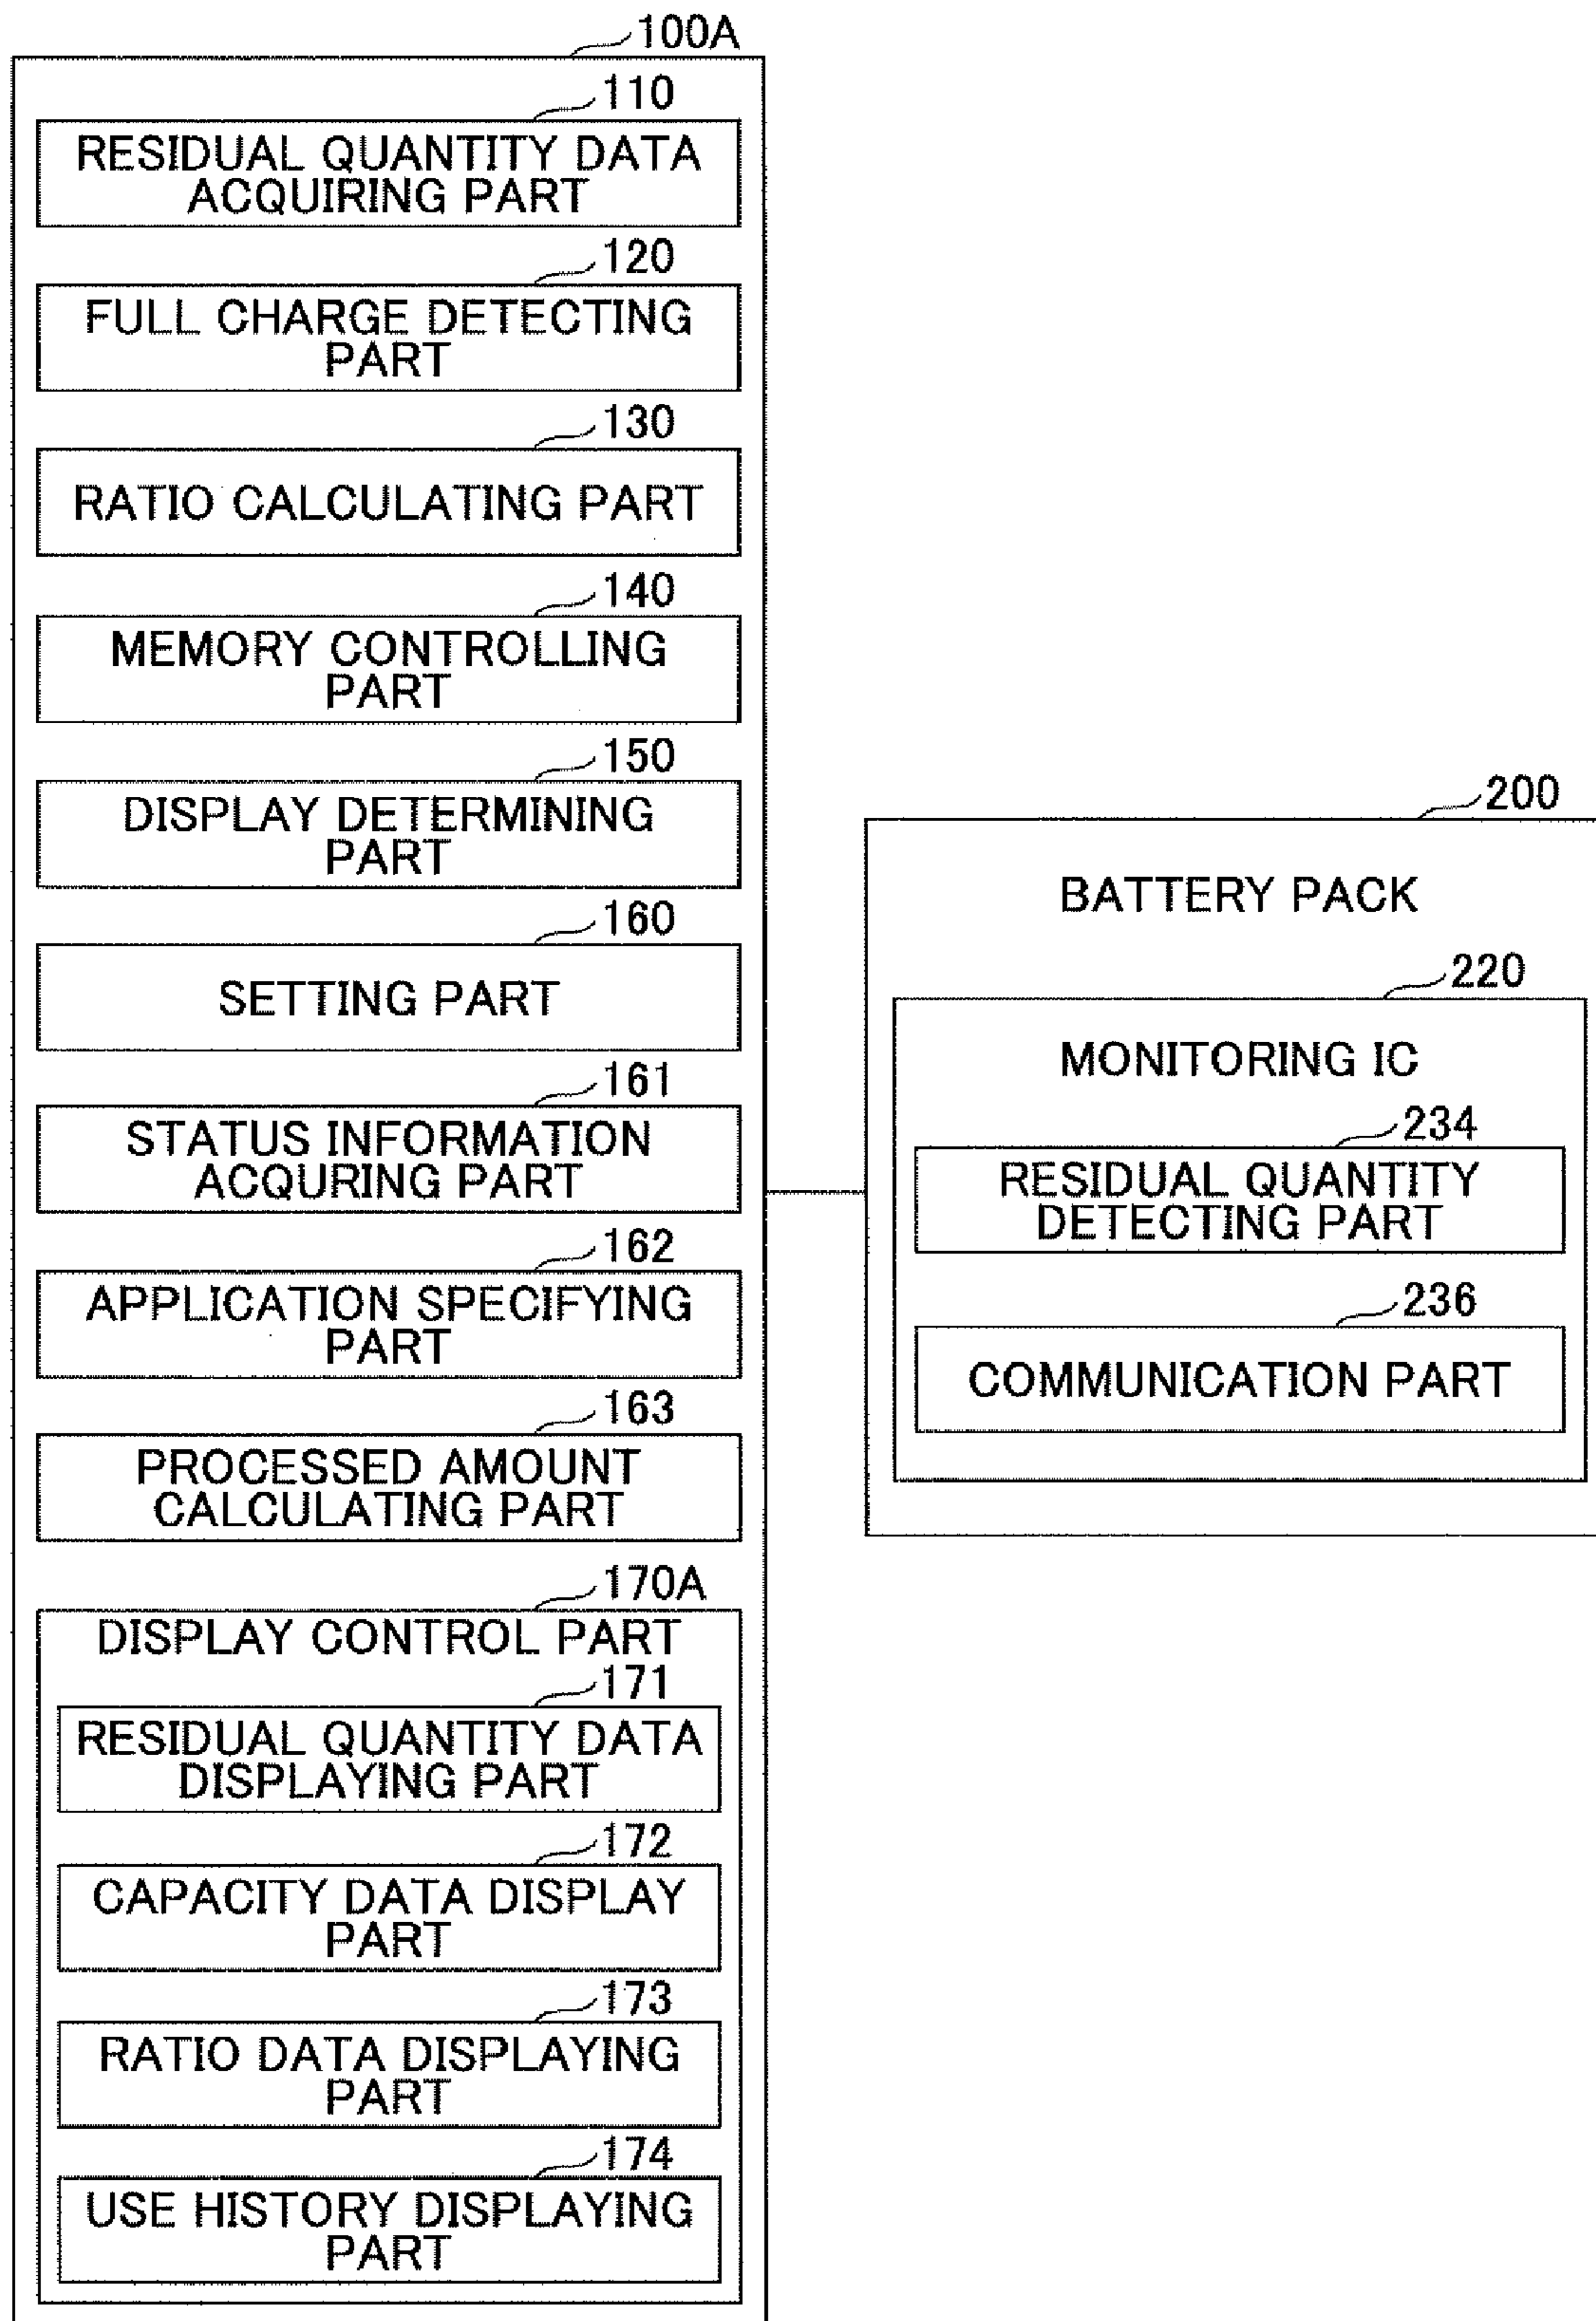 100A
110
RESIDUAL QUANTITY DATA
ACQUIRING PART
120
FULL CHARGE DETECTING
PART
130
RATIO CALCULATING PART
140
MEMORY CONTROLLING
PART
150
DISPLAY DETERMINING
PART
160
SETTING PART
161
STATUS INFORMATION
ACQURING PART
162
APPLICATION SPECIFYING
PART
163
PROCESSED AMOUNT
CALCULATING PART
170A
DISPLAY CONTROL PART
171
RESIDUAL QUANTITY DATA
DISPLAYING PART
172
CAPACITY DATA DISPLAY
PART
173
RATIO DATA DISPLAYING
PART
174
USE HISTORY DISPLAYING
PART
200
BATTERY PACK
220
MONITORING IC
234
RESIDUAL QUANTITY
DETECTING PART
236
COMMUNICATION PART